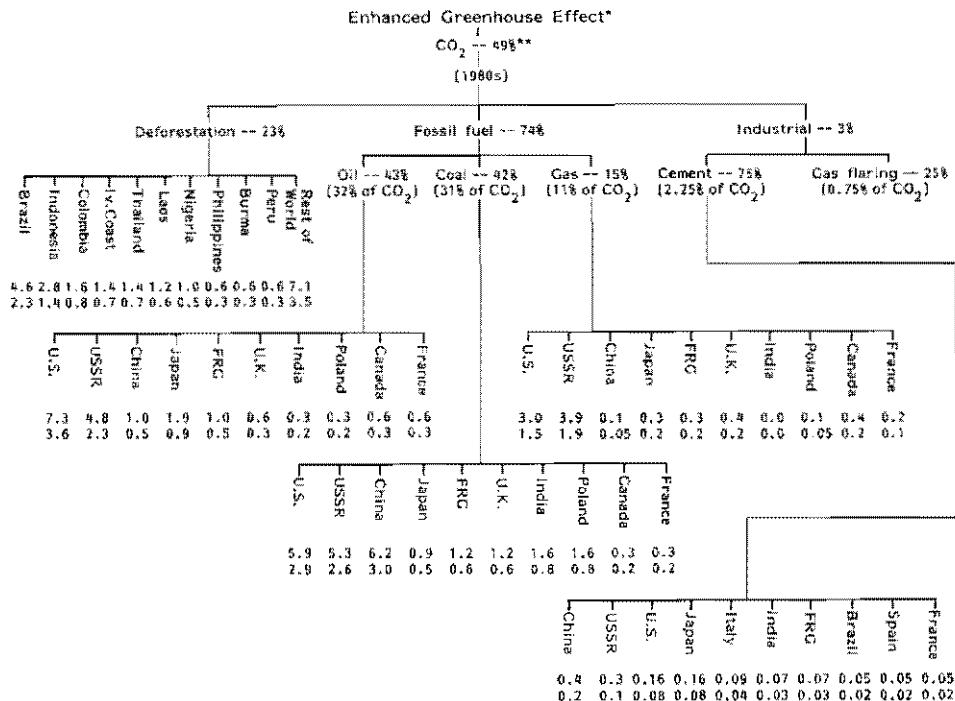 Enhanced Greenhouse Effect*
CO2 -- 49%**
(1980s)
Deforestation -- 23%
Fossil fuel -- 74%
Industrial -- 3%
Oil -- 43%
(32% of CO2)
Coal -- 42%
(31% of CO2)
Gas -- 15%
(11% of CO2)
Cement -- 75%
(2.25% of CO2)
Gas flaring -- 25%
(0.75% of CO2)
Brazil Indonesia Colombia Iv.Coast Thailand Laos Nigeria Philippines Burma Peru Rest of World
4.6 2.8 1.6 1.4 1.4 1.2 1.0 0.6 0.6 0.6 7.1
2.3 1.4 0.8 0.7 0.7 0.6 0.5 0.3 0.3 0.3 3.5
U.S. USSR China Japan FRG U.K. India Poland Canada France
7.3 4.8 1.0 1.9 1.0 0.6 0.3 0.3 0.6 0.6
3.6 2.3 0.5 0.9 0.5 0.3 0.2 0.2 0.3 0.3
U.S. USSR China Japan FRG U.K. India Poland Canada France
3.0 3.9 0.1 0.3 0.3 0.4 0.0 0.1 0.4 0.2
1.5 1.9 0.05 0.2 0.2 0.2 0.0 0.05 0.2 0.1
U.S. USSR China Japan FRG U.K. India Poland Canada France
5.9 5.3 6.2 0.9 1.2 1.2 1.6 1.6 0.3 0.3
2.9 2.6 3.0 0.5 0.6 0.6 0.8 0.8 0.2 0.2
China USSR U.S. Japan Italy India FRG Brazil Spain France
0.4 0.3 0.16 0.16 0.09 0.07 0.07 0.05 0.05 0.05
0.2 0.1 0.08 0.08 0.04 0.03 0.03 0.02 0.02 0.02